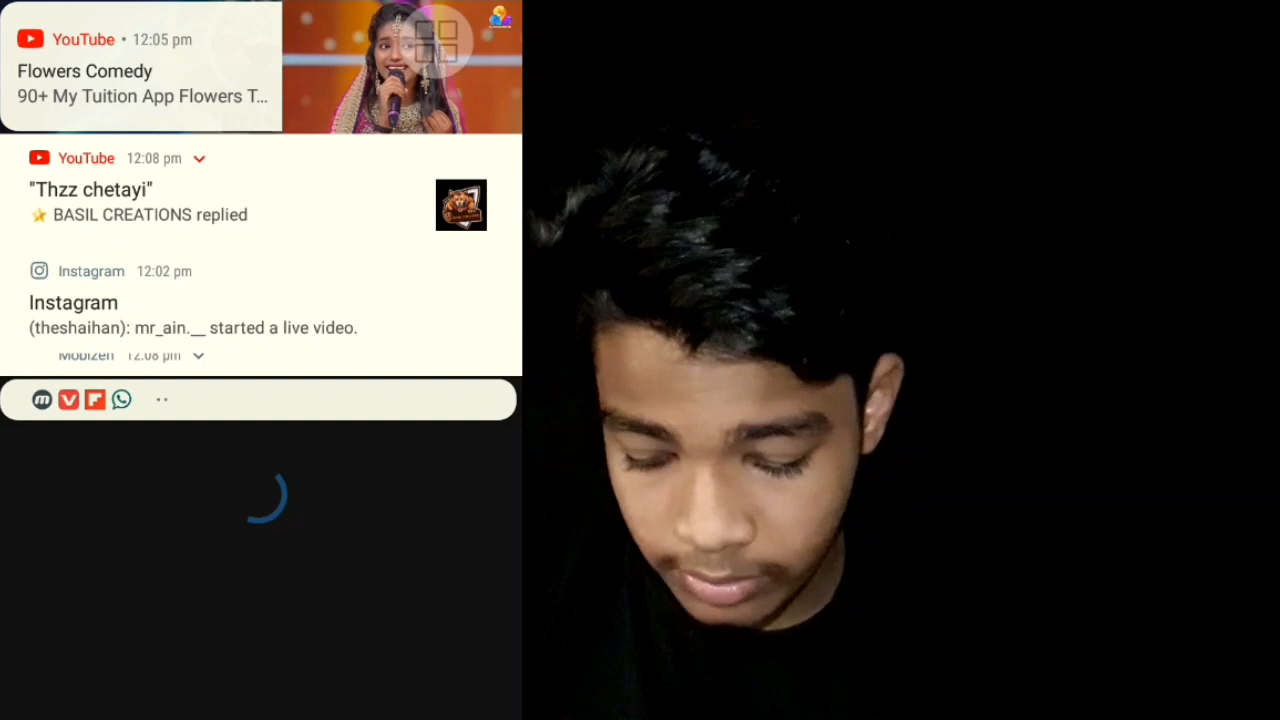 YouTube • 12:05 pm
Flowers Comedy
90+ My Tuition App Flowers T...
YouTube 12:08 pm
"Thzz chetayi"
BASIL CREATIONS replied
Instagram 12:02 pm
Instagram
(theshaihan): mr_ain.__ started a live video.
Mobizen 12:08 pm